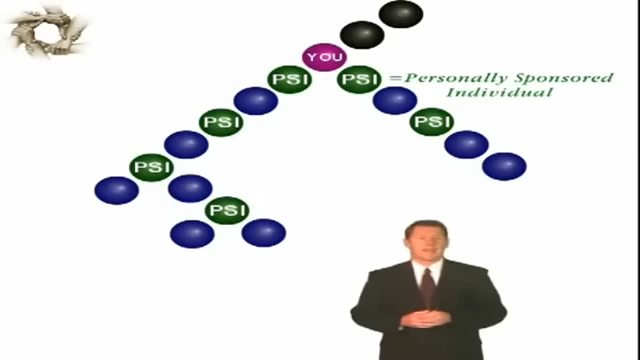 YOU
PSI
PSI
=Personally Sponsored
Individual
PSI
PSI
PSI
PSI